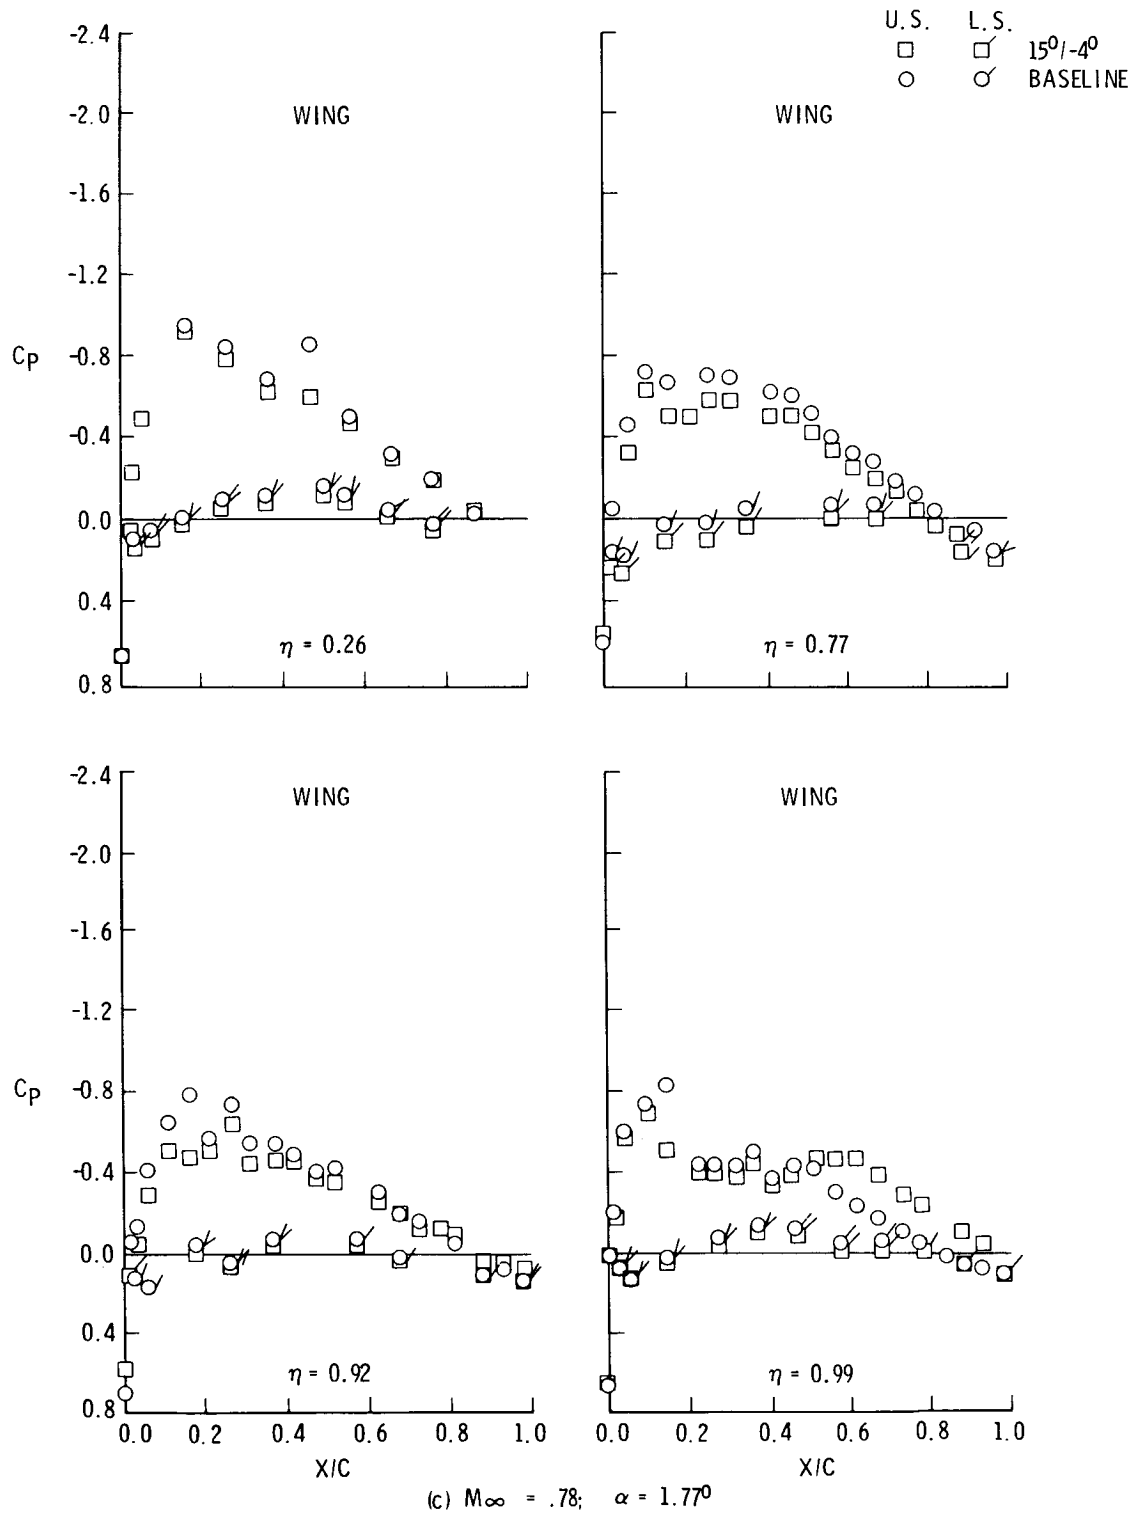 U.S. L.S.
15⁰/-4⁰
BASELINE
-2.4
-2.0
-1.6
-1.2
-0.8
-0.4
0.0
0.4
0.8
CP
WING
η = 0.26
WING
η = 0.77
-2.4
-2.0
-1.6
-1.2
-0.8
-0.4
0.0
0.4
0.8
CP
WING
η = 0.92
0.0 0.2 0.4 0.6 0.8 1.0
X/C
WING
η = 0.99
0.0 0.2 0.4 0.6 0.8 1.0
X/C
(c) M∞ = .78; α = 1.77⁰